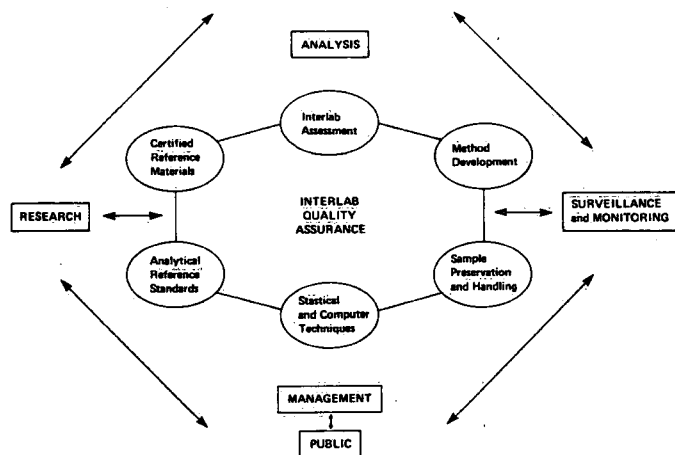 ANALYSIS
Interlab
Assessment
Certified
Reference
Materials
Method
Development
RESEARCH
INTERLAB
QUALITY
ASSURANCE
SURVEILLANCE
and MONITORING
Analytical
Reference
Standards
Sample
Preservation
and Handling
Stastical
and Computer
Techniques
MANAGEMENT
PUBLIC